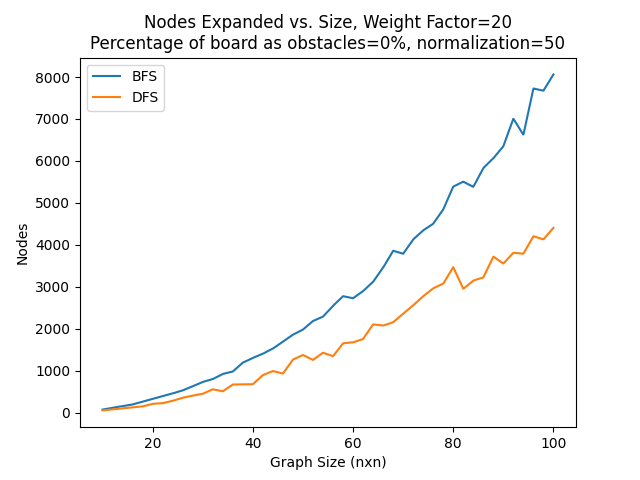 Nodes Expanded vs. Size, Weight Factor=20
Percentage of board as obstacles=0%, normalization=50
BFS
DFS
8000
7000
6000
5000
4000
3000
2000
1000
0
Nodes
20 40 60 80 100
Graph Size (nxn)